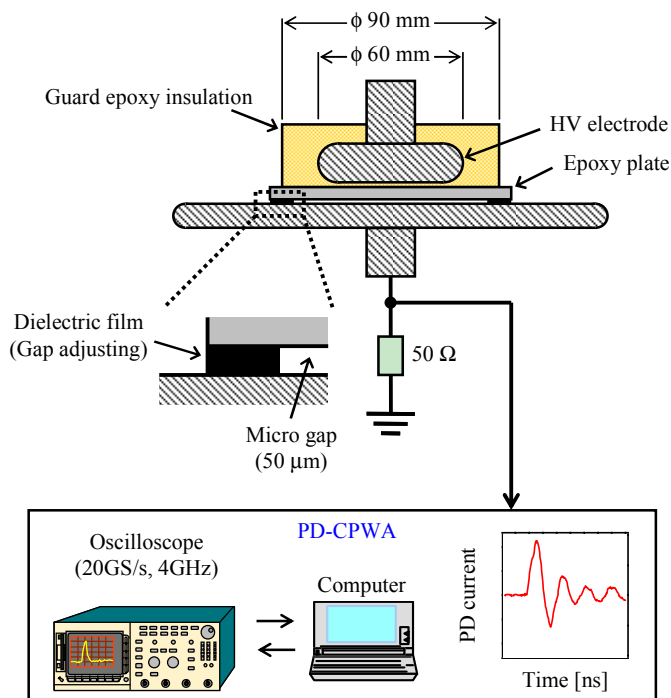 ϕ 90 mm
ϕ 60 mm
Guard epoxy insulation
HV electrode
Epoxy plate
Dielectric film
(Gap adjusting)
50 Ω
Micro gap
(50 μm)
PD-CPWA
Oscilloscope
(20GS/s, 4GHz)
Computer
PD current
Time [ns]